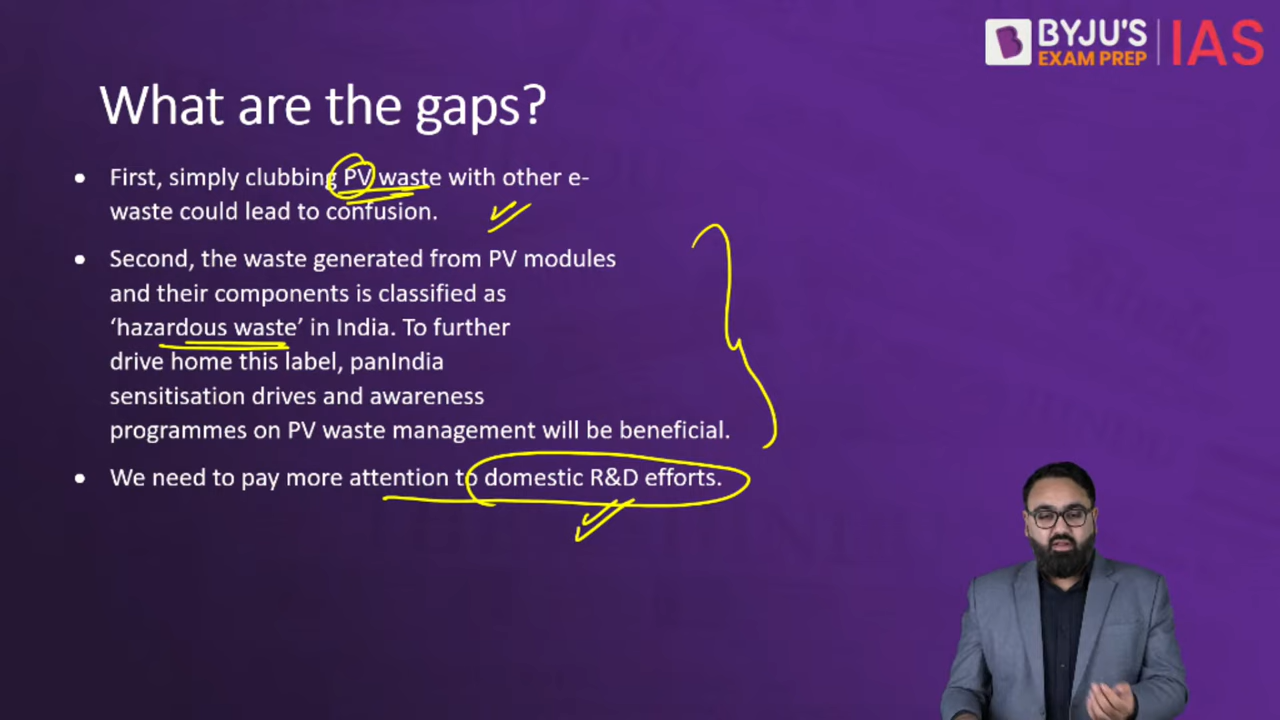 BYJU'S
EXAM PREP
IAS
What are the gaps?
• First, simply clubbing PV waste with other e-
waste could lead to confusion.
• Second, the waste generated from PV modules
and their components is classified as
‘hazardous waste’ in India. To further
drive home this label, panIndia
sensitisation drives and awareness
programmes on PV waste management will be beneficial.
• We need to pay more attention to domestic R&D efforts.